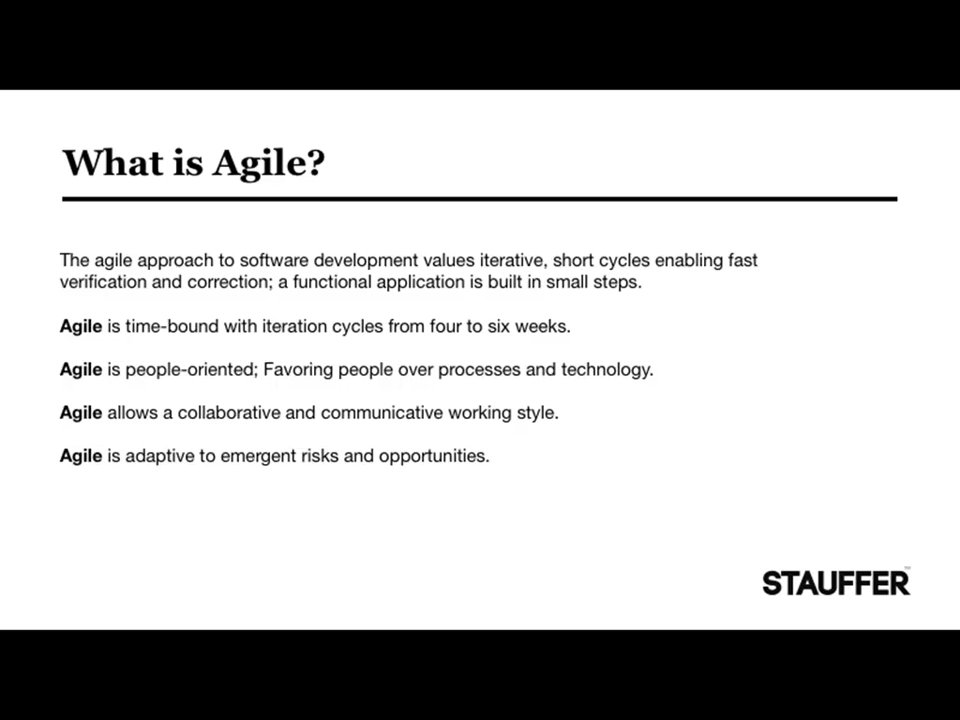 What is Agile?
The agile approach to software development values iterative, short cycles enabling fast
verification and correction; a functional application is built in small steps.
Agile is time-bound with iteration cycles from four to six weeks.
Agile is people-oriented; Favoring people over processes and technology.
Agile allows a collaborative and communicative working style.
Agile is adaptive to emergent risks and opportunities.
STAUFFER™